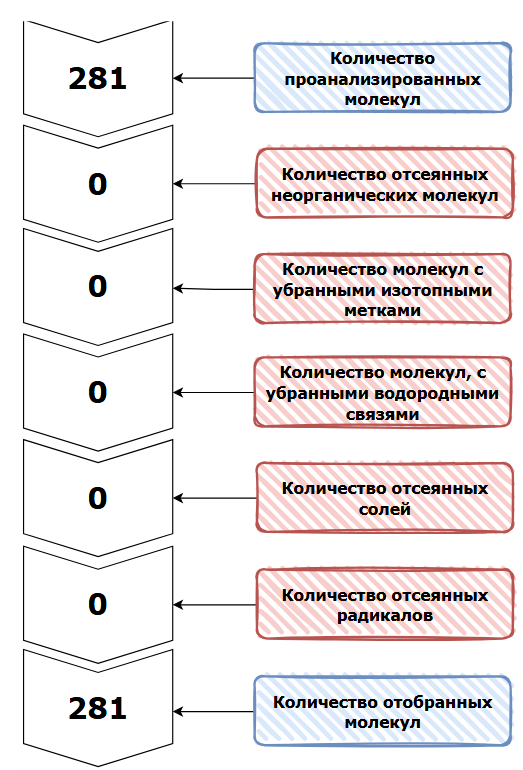 281
Количество
проанализированных
молекул
0
Количество отсеянных
неорганических молекул
0
Количество молекул с
убранными изотопными
метками
0
Количество молекул, с
убранными водородными
связями
0
Количество отсеянных
солей
0
Количество отсеянных
радикалов
281
Количество отобранных
молекул